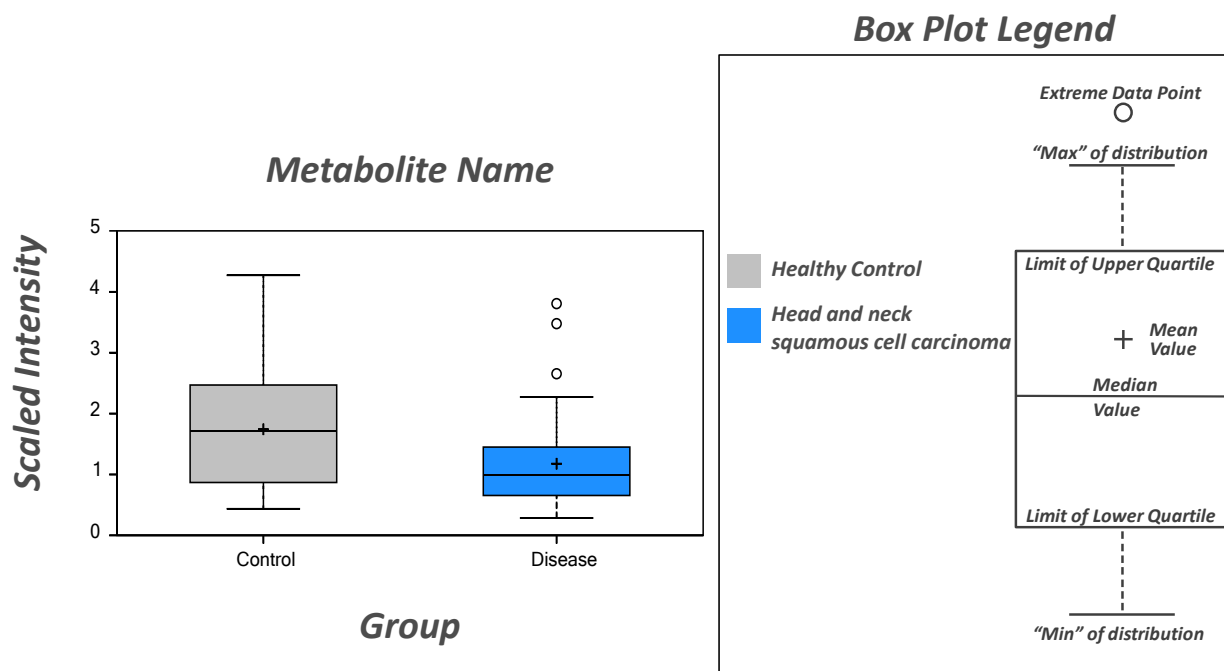 Box Plot Legend
Extreme Data Point
“Max” of distribution
Limit of Upper Quartile
Mean
Value
Median
Value
Limit of Lower Quartile
“Min” of distribution
Healthy Control
Head and neck
squamous cell carcinoma
Metabolite Name
Scaled Intensity
5
4
3
2
1
0
Control
Disease
Group